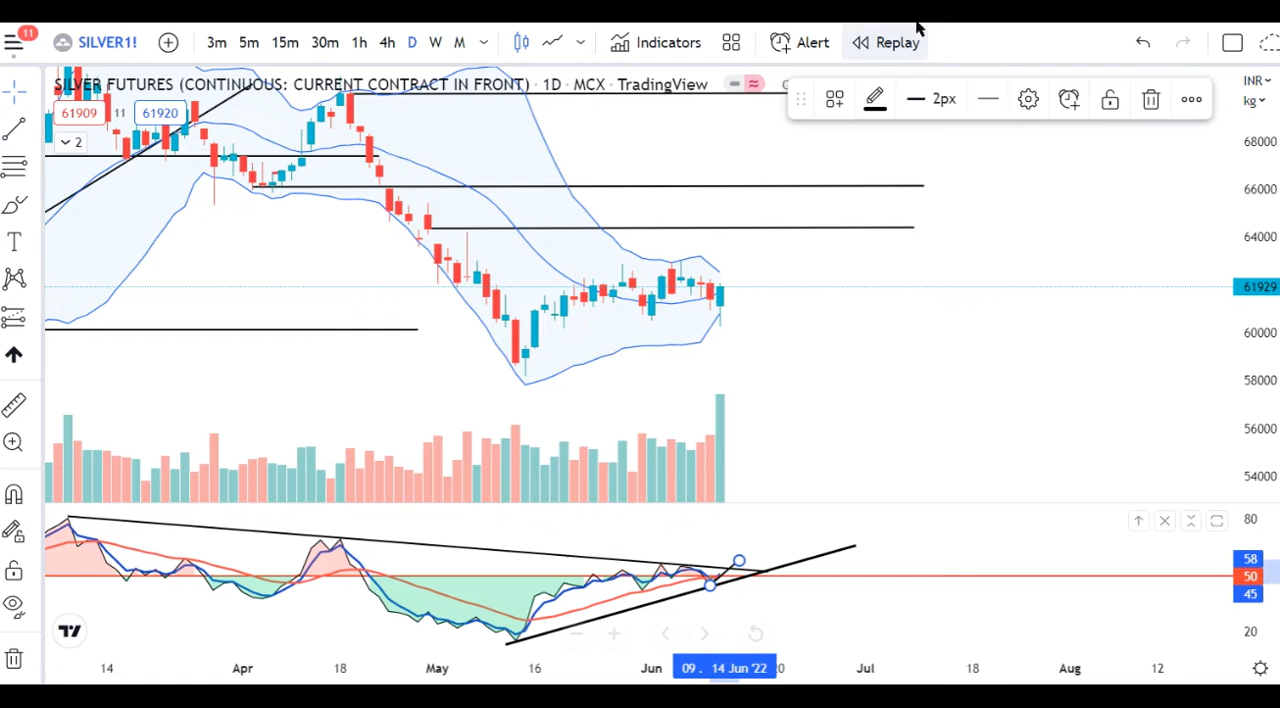 11
SILVER1!
3m 5m 15m 30m 1h 4h D W M
Indicators
Alert
Replay
SILVER FUTURES (CONTINUOUS: CURRENT CONTRACT IN FRONT) • 1D • MCX • TradingView
INR
kg
61909 11 61920
2
2px
68000
66000
64000
61929
60000
58000
56000
54000
80
58
50
45
20
14 Apr 18 May 16 Jun 09 . 14 Jun '22 20 Jul 18 Aug 12